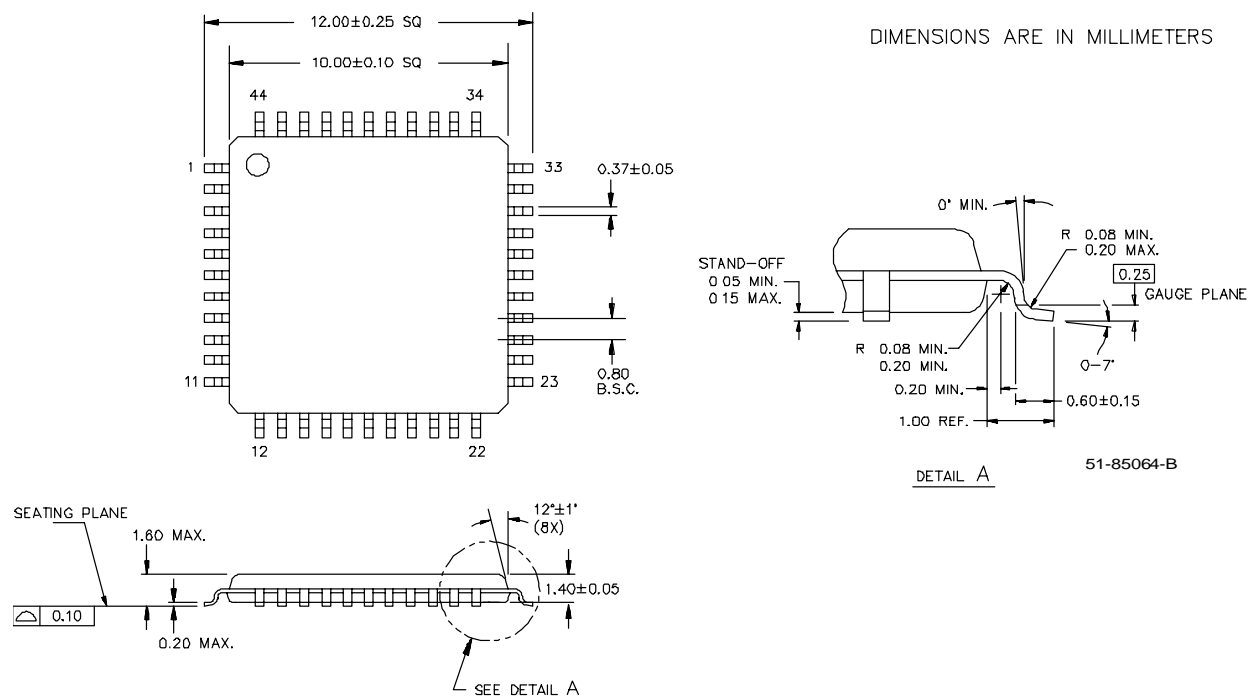 12.00±0.25 SQ
DIMENSIONS ARE IN MILLIMETERS
10.00±0.10 SQ
44
34
1
33
0.37±0.05
0.80
B.S.C.
11
23
12
22
0° MIN.
R 0.08 MIN.
0.20 MAX.
STAND-OFF
0.05 MIN.
0.15 MAX.
0.25
GAUGE PLANE
R 0.08 MIN.
0.20 MIN.
0-7°
0.20 MIN.
0.60±0.15
1.00 REF.
DETAIL A
51-85064-B
SEATING PLANE
1.60 MAX.
12°±1°
(8X)
1.40±0.05
0.10
0.20 MAX.
SEE DETAIL A